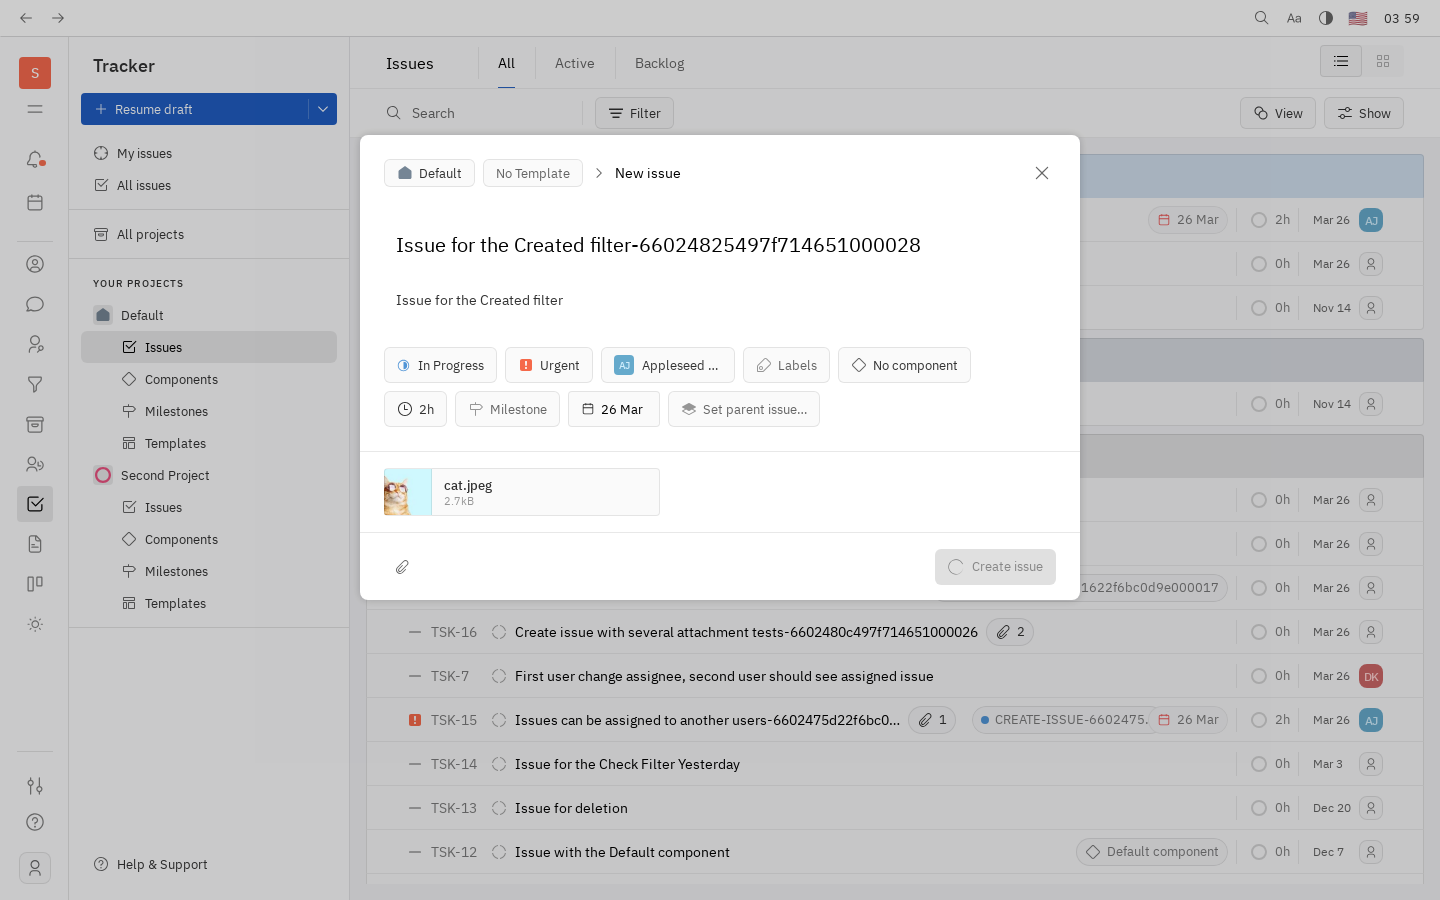 Aa
03 59
S
Tracker
Resume draft
My issues
All issues
All projects
YOUR PROJECTS
Default
Issues
Components
Milestones
Templates
Second Project
Issues
Components
Milestones
Templates
Help & Support
Issues
All
Active
Backlog
Search
Filter
View
Show
Default
No Template
New issue
Issue for the Created filter-66024825497f714651000028
Issue for the Created filter
In Progress
Urgent
AJ Appleseed ...
Labels
No component
2h
Milestone
26 Mar
Set parent issue...
cat.jpeg
2.7kB
Create issue
26 Mar 2h Mar 26 AJ
0h Mar 26
0h Nov 14
0h Nov 14
0h Mar 26
0h Mar 26
1622f6bc0d9e000017 0h Mar 26
TSK-16 Create issue with several attachment tests-6602480c497f714651000026 2 0h Mar 26
TSK-7 First user change assignee, second user should see assigned issue 0h Mar 26 DK
TSK-15 Issues can be assigned to another users-6602475d22f6bc0... 1 CREATE-ISSUE-6602475. 26 Mar 2h Mar 26 AJ
TSK-14 Issue for the Check Filter Yesterday 0h Mar 3
TSK-13 Issue for deletion 0h Dec 20
TSK-12 Issue with the Default component Default component 0h Dec 7